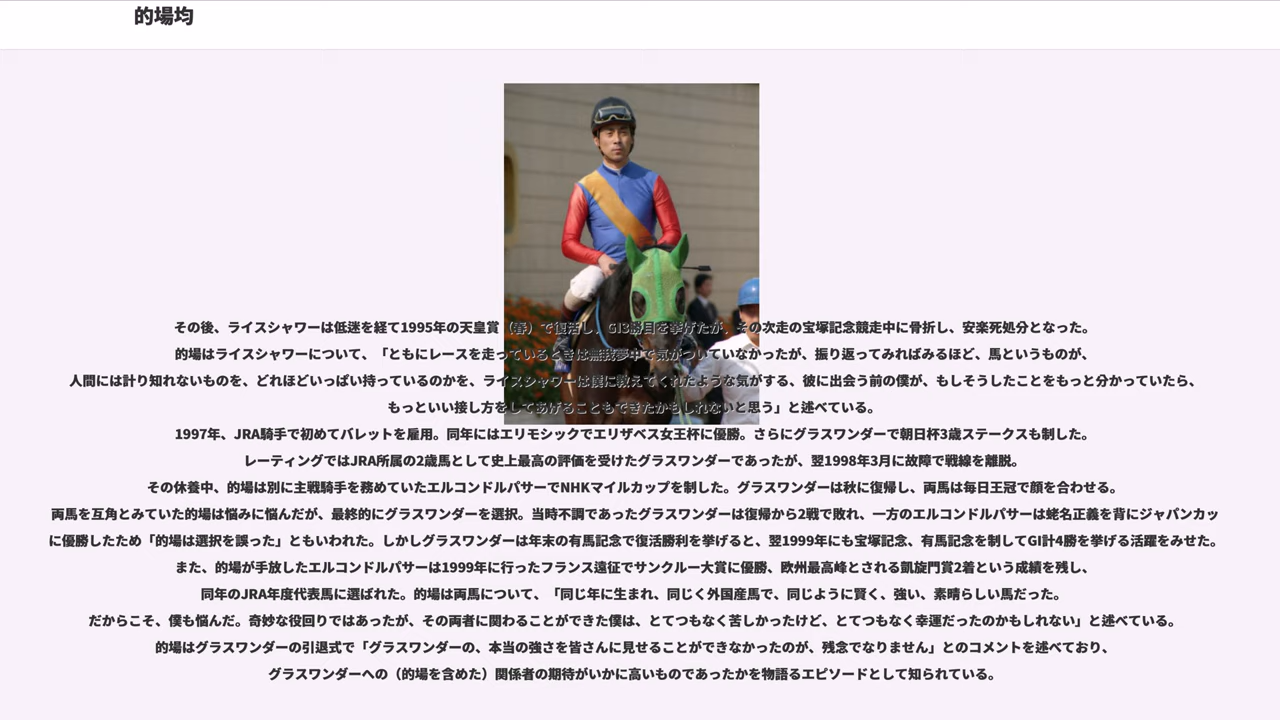 的場均
その後、ライスシャワーは低迷を経て1995年の天皇賞（春）で復活し、GI3勝目を挙げたが、その次走の宝塚記念競走中に骨折し、安楽死処分となった。
的場はライスシャワーについて、「ともにレースを走っているときは無我夢中で気がついていなかったが、振り返ってみればみるほど、馬というものが、
人間には計り知れないものを、どれほどいっぱい持っているのかを、ライスシャワーは僕に教えてくれたような気がする、彼に出会う前の僕が、もしそうしたことをもっと分かっていたら、
もっといい接し方をしてあげることもできたかもしれないと思う」と述べている。
1997年、JRA騎手で初めてバレットを雇用。同年にはエリモシックでエリザベス女王杯に優勝。さらにグラスワンダーで朝日杯3歳ステークスも制した。
レーティングではJRA所属の2歳馬として史上最高の評価を受けたグラスワンダーであったが、翌1998年3月に故障で戦線を離脱。
その休養中、的場は別に主戦騎手を務めていたエルコンドルパサーでNHKマイルカップを制した。グラスワンダーは秋に復帰し、両馬は毎日王冠で顔を合わせる。
両馬を互角とみていた的場は悩みに悩んだが、最終的にグラスワンダーを選択。当時不調であったグラスワンダーは復帰から2戦で敗れ、一方のエルコンドルパサーは蛯名正義を背にジャパンカッ
に優勝したため「的場は選択を誤った」ともいわれた。しかしグラスワンダーは年末の有馬記念で復活勝利を挙げると、翌1999年にも宝塚記念、有馬記念を制してGI計4勝を挙げる活躍をみせた。
また、的場が手放したエルコンドルパサーは1999年に行ったフランス遠征でサンクルー大賞に優勝、欧州最高峰とされる凱旋門賞2着という成績を残し、
同年のJRA年度代表馬に選ばれた。的場は両馬について、「同じ年に生まれ、同じく外国産馬で、同じように賢く、強い、素晴らしい馬だった。
だからこそ、僕も悩んだ。奇妙な役回りではあったが、その両者に関わることができた僕は、とてつもなく苦しかったけど、とてつもなく幸運だったのかもしれない」と述べている。
的場はグラスワンダーの引退式で「グラスワンダーの、本当の強さを皆さんに見せることができなかったのが、残念でなりません」とのコメントを述べており、
グラスワンダーへの（的場を含めた）関係者の期待がいかに高いものであったかを物語るエピソードとして知られている。